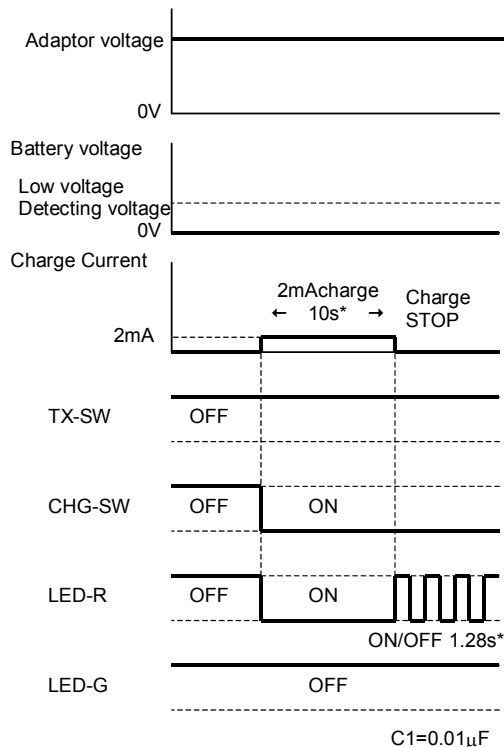 Adaptor voltage
0V
Battery voltage
Low voltage
Detecting voltage
0V
Charge Current
2mAcharge
← 10s* →
Charge
STOP
2mA
TX-SW
OFF
CHG-SW
OFF
ON
LED-R
OFF
ON
ON/OFF 1.28s*
LED-G
OFF
C1=0.01μF